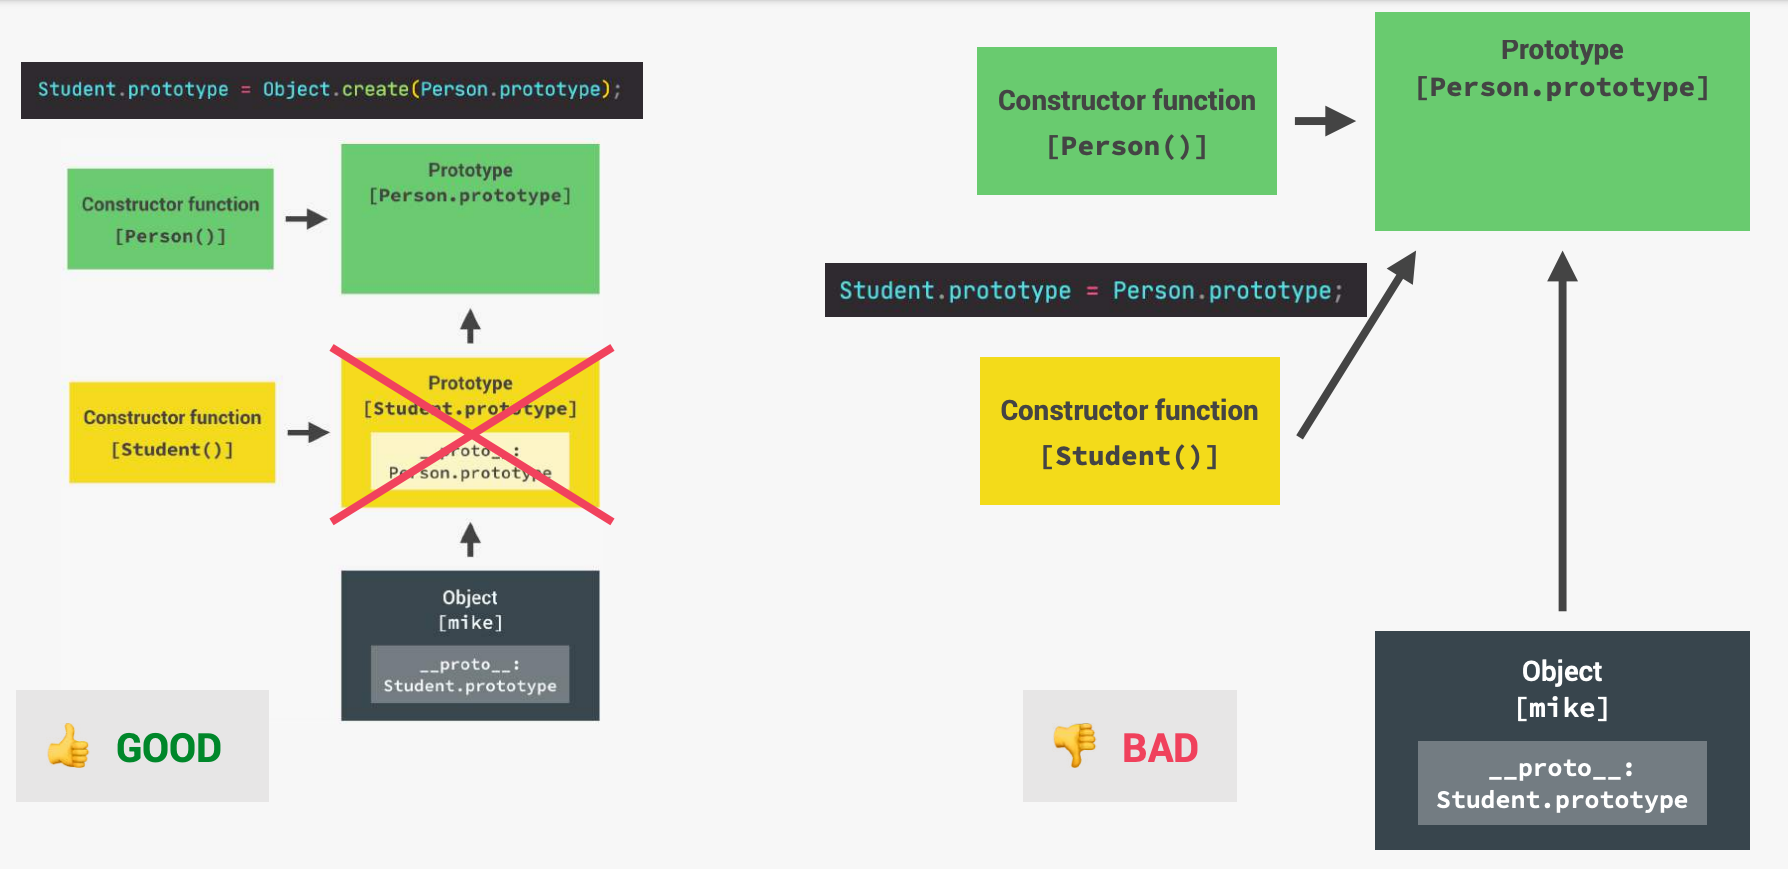 Student.prototype = Object.create(Person.prototype);
Constructor function
[Person()]
Prototype
[Person.prototype]
Constructor function
[Student()]
Prototype
[Student.prototype]
__proto__:
Person.prototype
Object
[mike]
__proto__:
Student.prototype
👍 GOOD
Constructor function
[Person()]
Prototype
[Person.prototype]
Student.prototype = Person.prototype;
Constructor function
[Student()]
Object
[mike]
__proto__:
Student.prototype
👎 BAD